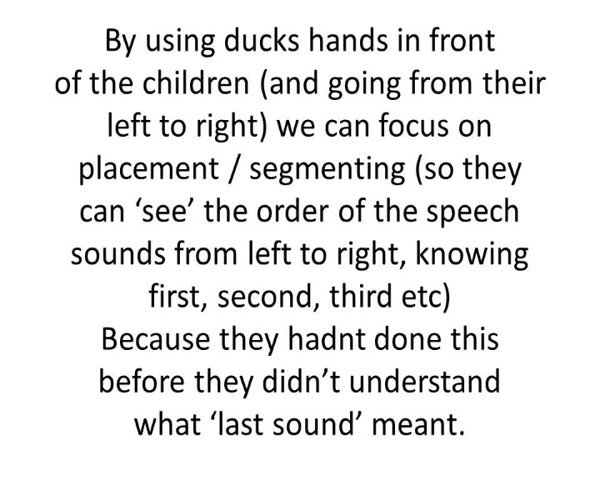 By using ducks hands in front
of the children (and going from their
left to right) we can focus on
placement / segmenting (so they
can ‘see’ the order of the speech
sounds from left to right, knowing
first, second, third etc)
Because they hadnt done this
before they didn’t understand
what ‘last sound’ meant.